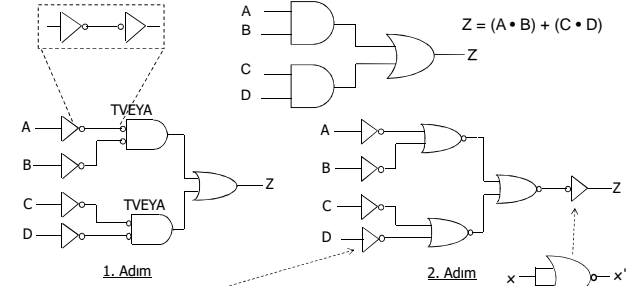 A
B
C
D
Z
Z = (A • B) + (C • D)
TVEYA
A
B
C
D
TVEYA
Z
1. Adım
A
B
C
D
Z
2. Adım
x
x'